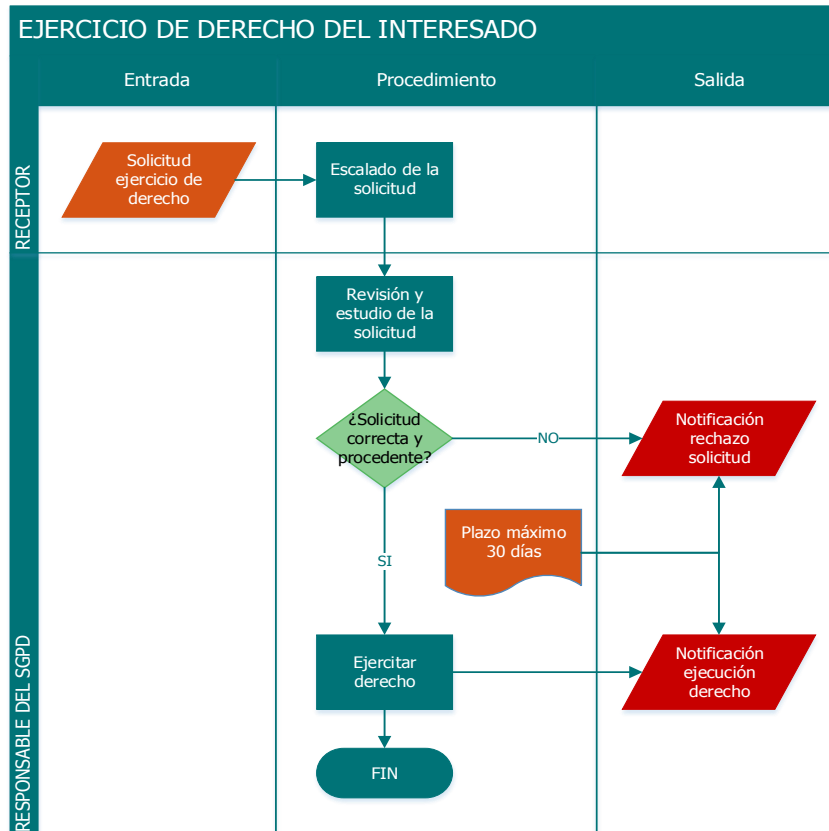 EJERCICIO DE DERECHO DEL INTERESADO
Entrada
Procedimiento
Salida
RECEPTOR
Solicitud
ejercicio de
derecho
Escalado de la
solicitud
RESPONSABLE DEL SGPD
Revisión y
estudio de la
solicitud
¿Solicitud
correcta y
procedente?
NO
Notificación
rechazo
solicitud
Plazo máximo
30 días
SI
Ejercitar
derecho
Notificación
ejecución
derecho
FIN